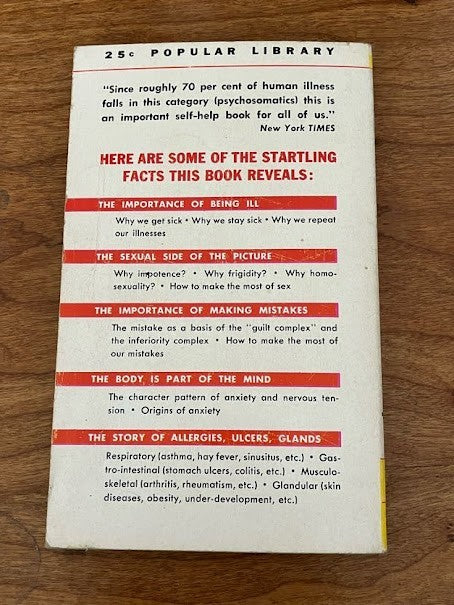 25c POPULAR LIBRARY
"Since roughly 70 per cent of human illness
falls in this category (psychosomatics) this is
an important self-help book for all of us."
New York TIMES
HERE ARE SOME OF THE STARTLING
FACTS THIS BOOK REVEALS:
THE IMPORTANCE OF BEING ILL
Why we get sick • Why we stay sick • Why we repeat
our illnesses
THE SEXUAL SIDE OF THE PICTURE
Why impotence? • Why frigidity? • Why homo-
sexuality? • How to make the most of sex
THE IMPORTANCE OF MAKING MISTAKES
The mistake as a basis of the "guilt complex" and
the inferiority complex • How to make the most of
our mistakes
THE BODY IS PART OF THE MIND
The character pattern of anxiety and nervous ten-
sion • Origins of anxiety
THE STORY OF ALLERGIES, ULCERS, GLANDS
Respiratory (asthma, hay fever, sinusitus, etc.) • Gas-
tro-intestinal (stomach ulcers, colitis, etc.) • Musculo-
skeletal (arthritis, rheumatism, etc.) • Glandular (skin
diseases, obesity, under-development, etc.)